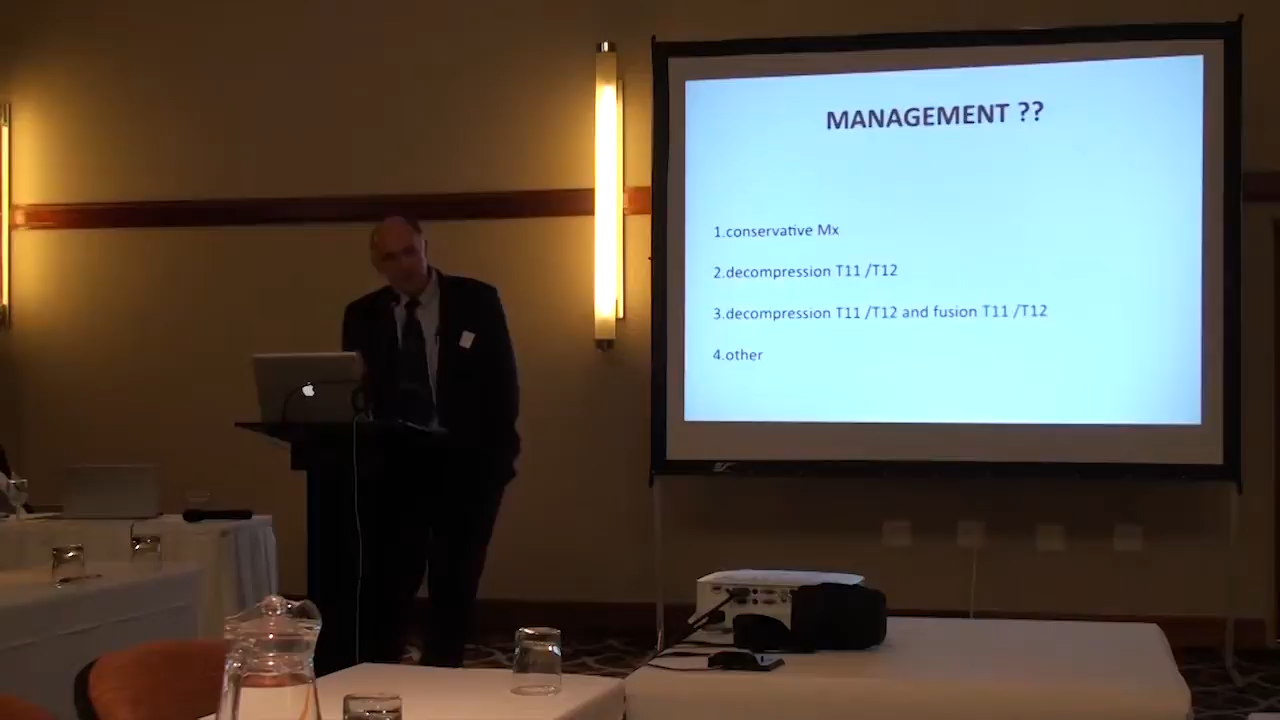 MANAGEMENT ??
1.conservative Mx
2.decompression T11 /T12
3.decompression T11 /T12 and fusion T11 /T12
4.other